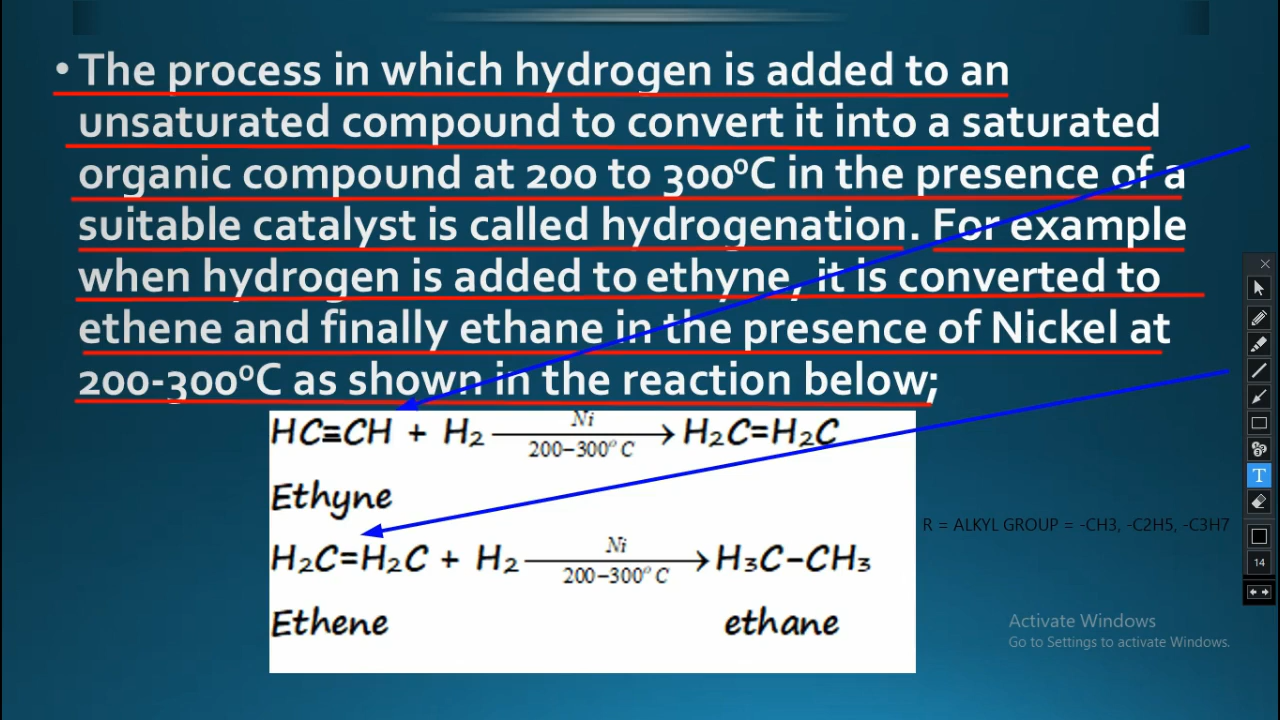 • The process in which hydrogen is added to an
unsaturated compound to convert it into a saturated
organic compound at 200 to 300⁰C in the presence of a
suitable catalyst is called hydrogenation. For example
when hydrogen is added to ethyne, it is converted to
ethene and finally ethane in the presence of Nickel at
200-300⁰C as shown in the reaction below;
HC≡CH + H₂ Ni 200–300° C → H₂C=H₂C
Ethyne
H₂C=H₂C + H₂ Ni 200–300° C → H₃C–CH₃
Ethene ethane
R = ALKYL GROUP = -CH3, -C2H5, -C3H7
T
14
Activate Windows
Go to Settings to activate Windows.